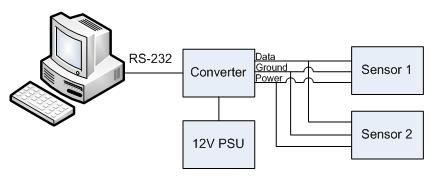 RS-232
Converter
Data
Ground
Power
Sensor 1
12V PSU
Sensor 2